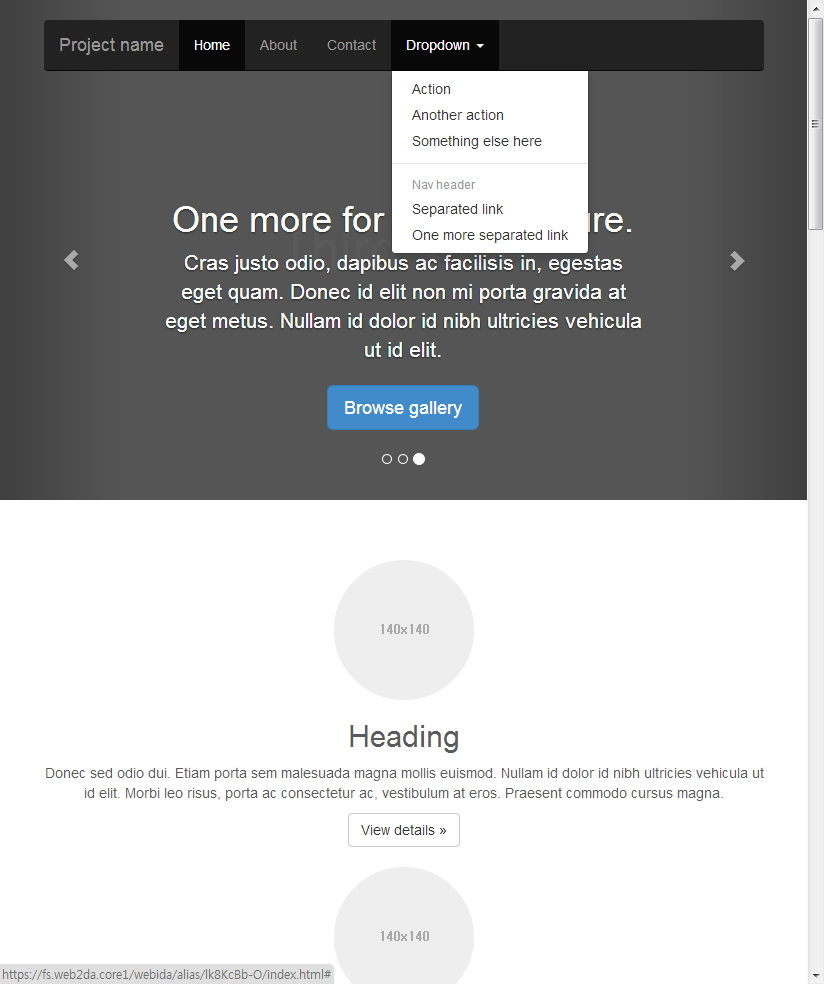 Project name Home About Contact Dropdown
Action
Another action
Something else here
Nav header
Separated link
One more separated link
One more for ure.
Third
Cras justo odio, dapibus ac facilisis in, egestas
eget quam. Donec id elit non mi porta gravida at
eget metus. Nullam id dolor id nibh ultricies vehicula
ut id elit.
Browse gallery
140x140
Heading
Donec sed odio dui. Etiam porta sem malesuada magna mollis euismod. Nullam id dolor id nibh ultricies vehicula ut
id elit. Morbi leo risus, porta ac consectetur ac, vestibulum at eros. Praesent commodo cursus magna.
View details »
140x140
https://fs.web2da.core1/webida/alias/lk8KcBb-O/index.html#